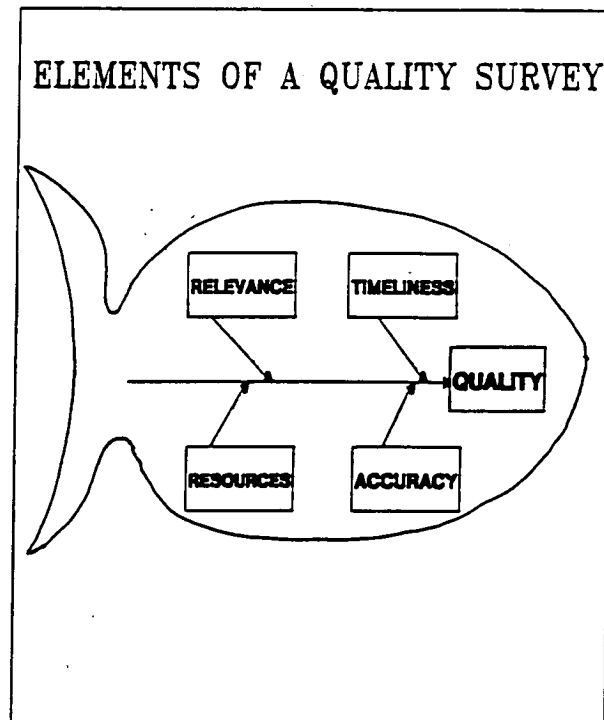 ELEMENTS OF A QUALITY SURVEY
RELEVANCE
TIMELINESS
QUALITY
RESOURCES
ACCURACY